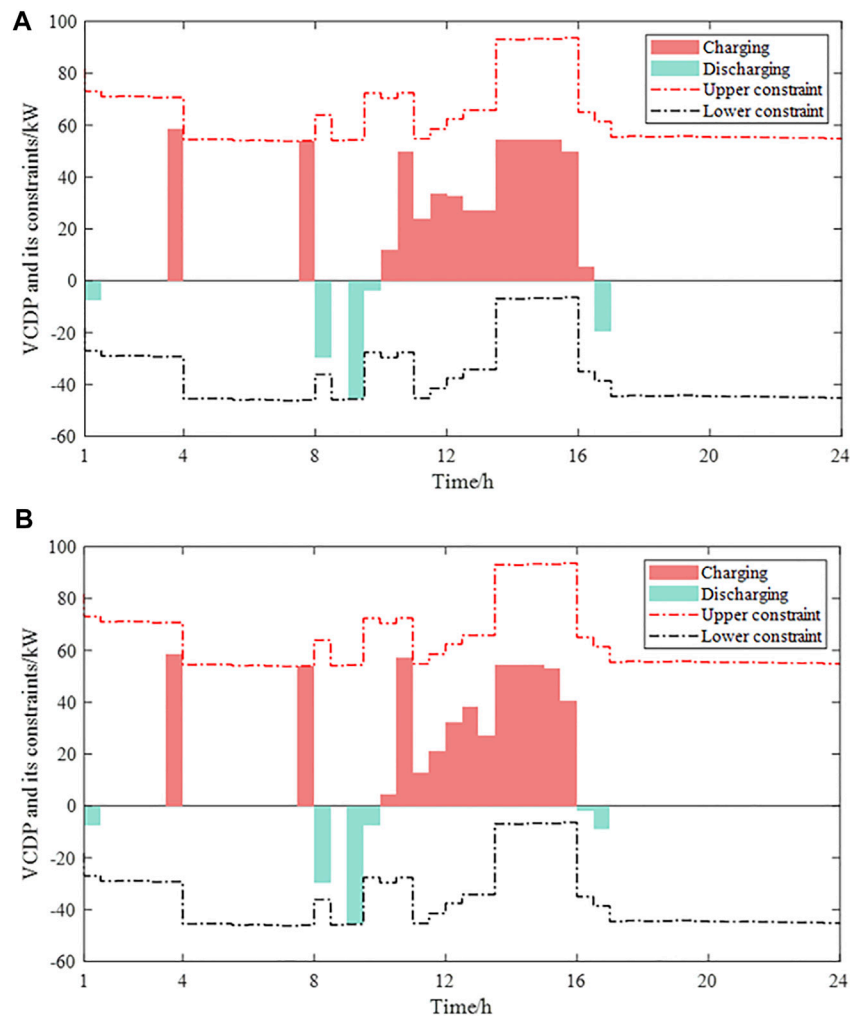 A
VCDP and its constraints/kW
100
80
60
40
20
0
-20
-40
-60
1 4 8 12 16 20 24
Time/h
Charging
Discharging
Upper constraint
Lower constraint
B
VCDP and its constraints/kW
100
80
60
40
20
0
-20
-40
-60
1 4 8 12 16 20 24
Time/h
Charging
Discharging
Upper constraint
Lower constraint